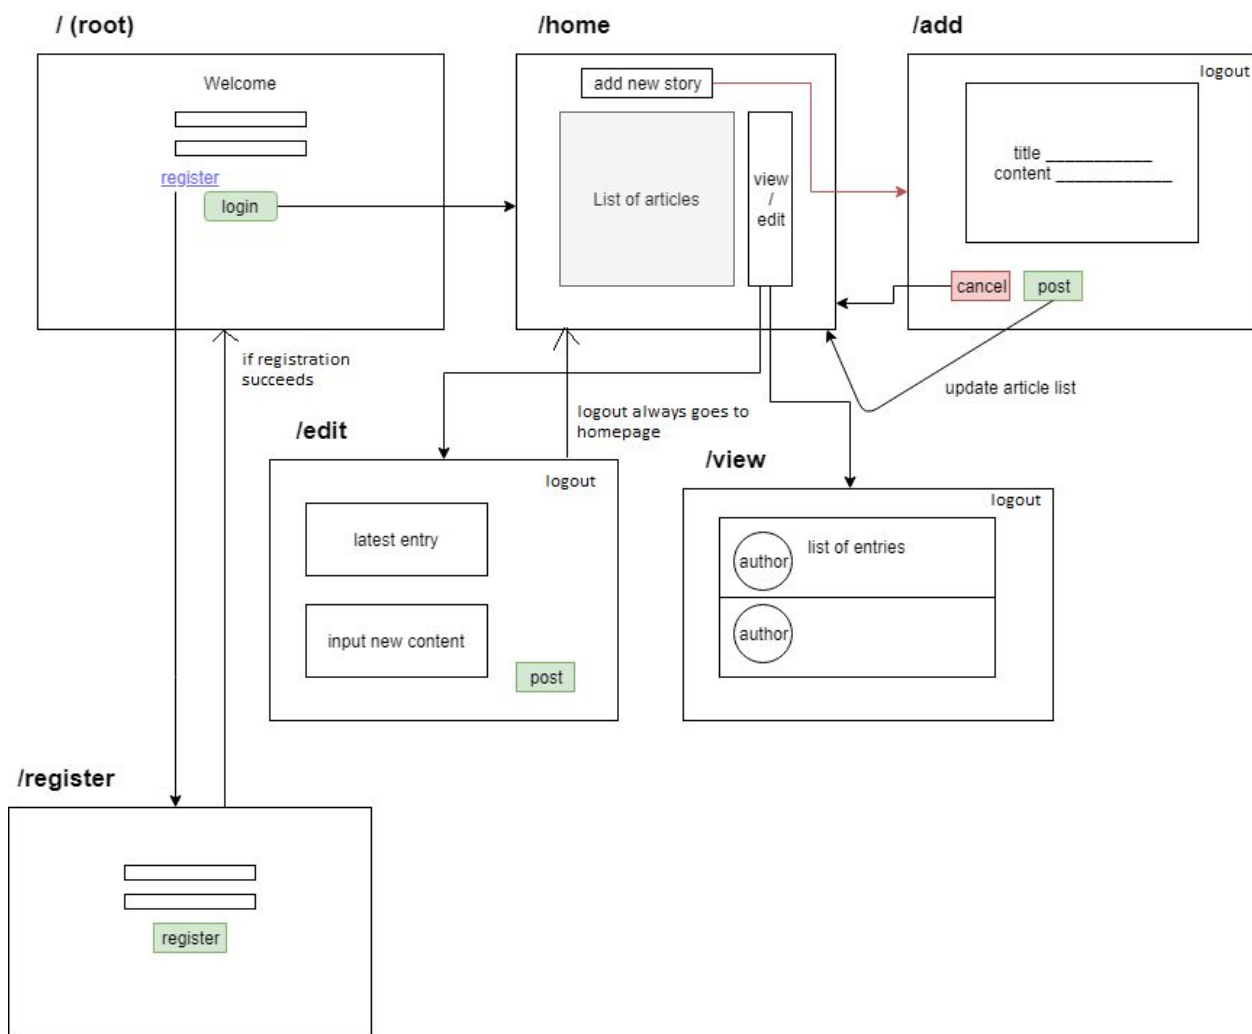 / (root)
Welcome
register
login
/home
add new story
List of articles
view
/
edit
/add
logout
title ___________
content ____________
cancel
post
update article list
if registration
succeeds
logout always goes to
homepage
/edit
logout
latest entry
input new content
post
/view
logout
author
list of entries
author
/register
register